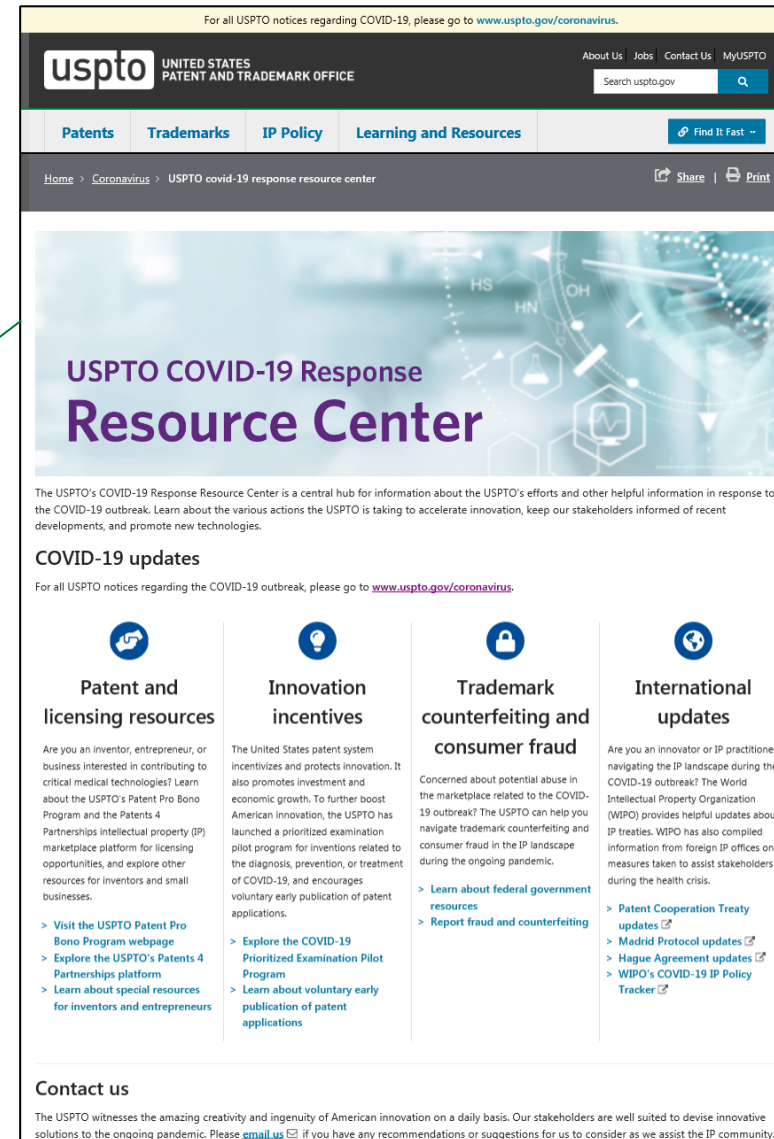 For all USPTO notices regarding COVID-19, please go to www.uspto.gov/coronavirus.
About Us Jobs Contact Us MyUSPTO
uspto UNITED STATES
PATENT AND TRADEMARK OFFICE
Search uspto.gov
Patents Trademarks IP Policy Learning and Resources Find It Fast
Home > Coronavirus > USPTO covid-19 response resource center Share | Print
HS
OH
HN
USPTO COVID-19 Response
Resource Center
The USPTO's COVID-19 Response Resource Center is a central hub for information about the USPTO's efforts and other helpful information in response to
the COVID-19 outbreak. Learn about the various actions the USPTO is taking to accelerate innovation, keep our stakeholders informed of recent
developments, and promote new technologies.
COVID-19 updates
For all USPTO notices regarding the COVID-19 outbreak, please go to www.uspto.gov/coronavirus.
Patent and
licensing resources
Are you an inventor, entrepreneur, or
business interested in contributing to
critical medical technologies? Learn
about the USPTO's Patent Pro Bono
Program and the Patents 4
Partnerships intellectual property (IP)
marketplace platform for licensing
opportunities, and explore other
resources for inventors and small
businesses.
> Visit the USPTO Patent Pro
Bono Program webpage
> Explore the USPTO's Patents 4
Partnerships platform
> Learn about special resources
for inventors and entrepreneurs
Innovation
incentives
The United States patent system
incentivizes and protects innovation. It
also promotes investment and
economic growth. To further boost
American innovation, the USPTO has
launched a prioritized examination
pilot program for inventions related to
the diagnosis, prevention, or treatment
of COVID-19, and encourages
voluntary early publication of patent
applications.
> Explore the COVID-19
Prioritized Examination Pilot
Program
> Learn about voluntary early
publication of patent
applications
Trademark
counterfeiting and
consumer fraud
Concerned about potential abuse in
the marketplace related to the COVID-
19 outbreak? The USPTO can help you
navigate trademark counterfeiting and
consumer fraud in the IP landscape
during the ongoing pandemic.
> Learn about federal government
resources
> Report fraud and counterfeiting
International
updates
Are you an innovator or IP practitione
navigating the IP landscape during the
COVID-19 outbreak? The World
Intellectual Property Organization
(WIPO) provides helpful updates abou
IP treaties. WIPO has also compiled
information from foreign IP offices on
measures taken to assist stakeholders
during the health crisis.
> Patent Cooperation Treaty
updates
> Madrid Protocol updates
> Hague Agreement updates
> WIPO's COVID-19 IP Policy
Tracker
Contact us
The USPTO witnesses the amazing creativity and ingenuity of American innovation on a daily basis. Our stakeholders are well suited to devise innovative
solutions to the ongoing pandemic. Please email us if you have any recommendations or suggestions for us to consider as we assist the IP community.